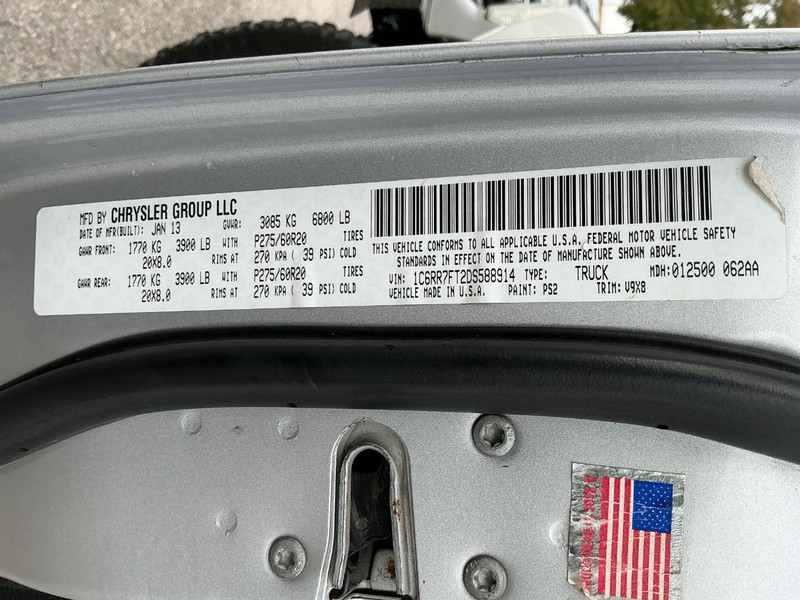 MFD BY CHRYSLER GROUP LLC
DATE OF MFR(BUILT): JAN 13 GVWR: 3085 KG 6800 LB
GAWR FRONT: 1770 KG 3900 LB WITH P275/60R20 TIRES
20X8.0 RIMS AT 270 KPA ( 39 PSI) COLD
GAWR REAR: 1770 KG 3900 LB WITH P275/60R20 TIRES
20X8.0 RIMS AT 270 KPA ( 39 PSI) COLD
THIS VEHICLE CONFORMS TO ALL APPLICABLE U.S.A. FEDERAL MOTOR VEHICLE SAFETY
STANDARDS IN EFFECT ON THE DATE OF MANUFACTURE SHOWN ABOVE.
VIN: 1C6RR7FT2DS588914 TYPE: TRUCK MDH:012500 062AA
VEHICLE MADE IN U.S.A. PAINT: PS2 TRIM: V9X8